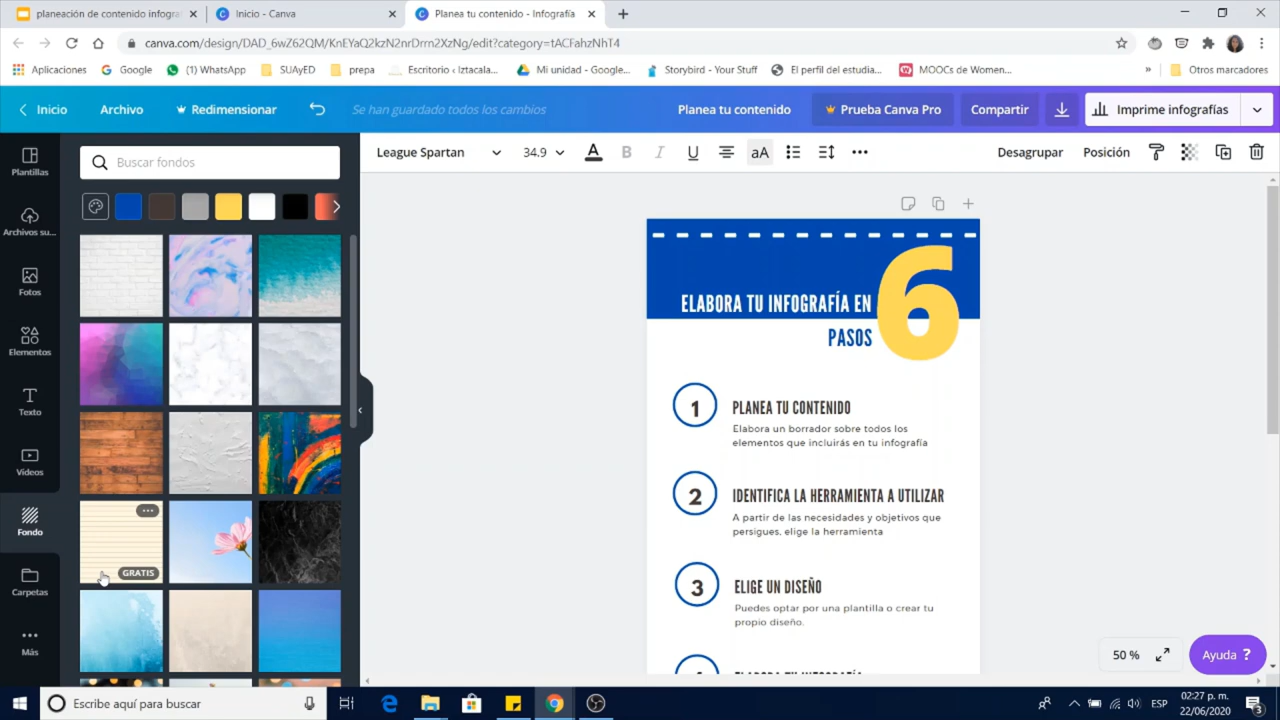 planeación de contenido infogra
Inicio - Canva
Planea tu contenido - Infografía
canva.com/design/DAD_6wZ62QM/KnEYaQ2kzN2nrDrrn2XzNg/edit?category=tACFahzNhT4
Aplicaciones
Google
(1) WhatsApp
SUAyED
prepa
Escritorio (Iztacala...
Mi unidad - Google...
Storybird - Your Stuff
El perfil del estudia...
MOOCs de Women...
»
Otros marcadores
Inicio
Archivo
Redimensionar
Se han guardado todos los cambios
Planea tu contenido
Prueba Canva Pro
Compartir
Imprime infografías
Plantillas
Archivos su...
Fotos
Elementos
Texto
Vídeos
Fondo
Carpetas
Más
Buscar fondos
GRATIS
League Spartan
34.9
A
B
I
U
aA
Desagrupar
Posición
ELABORA TU INFOGRAFÍA EN
6
PASOS
1
PLANEA TU CONTENIDO
Elabora un borrador sobre todos los
elementos que incluirás en tu infografía
2
IDENTIFICA LA HERRAMIENTA A UTILIZAR
A partir de las necesidades y objetivos que
persigues, elige la herramienta
3
ELIGE UN DISEÑO
Puedes optar por una plantilla o crear tu
propio diseño.
50 %
Ayuda ?
Escribe aquí para buscar
ESP
02:27 p. m.
22/06/2020
3